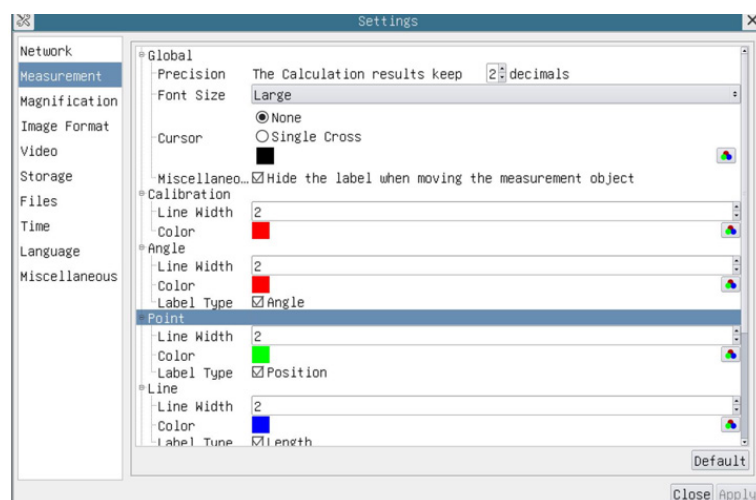 Settings
Network
Measurement
Magnification
Image Format
Video
Storage
Files
Time
Language
Miscellaneous
Global
Precision The Calculation results keep 2 decimals
Font Size Large
None
Cursor Single Cross
Miscellaneo... Hide the label when moving the measurement object
Calibration
Line Width 2
Color
Angle
Line Width 2
Color
Label Type Angle
Point
Line Width 2
Color
Label Type Position
Line
Line Width 2
Color
Label Type Length
Default
Close Apply